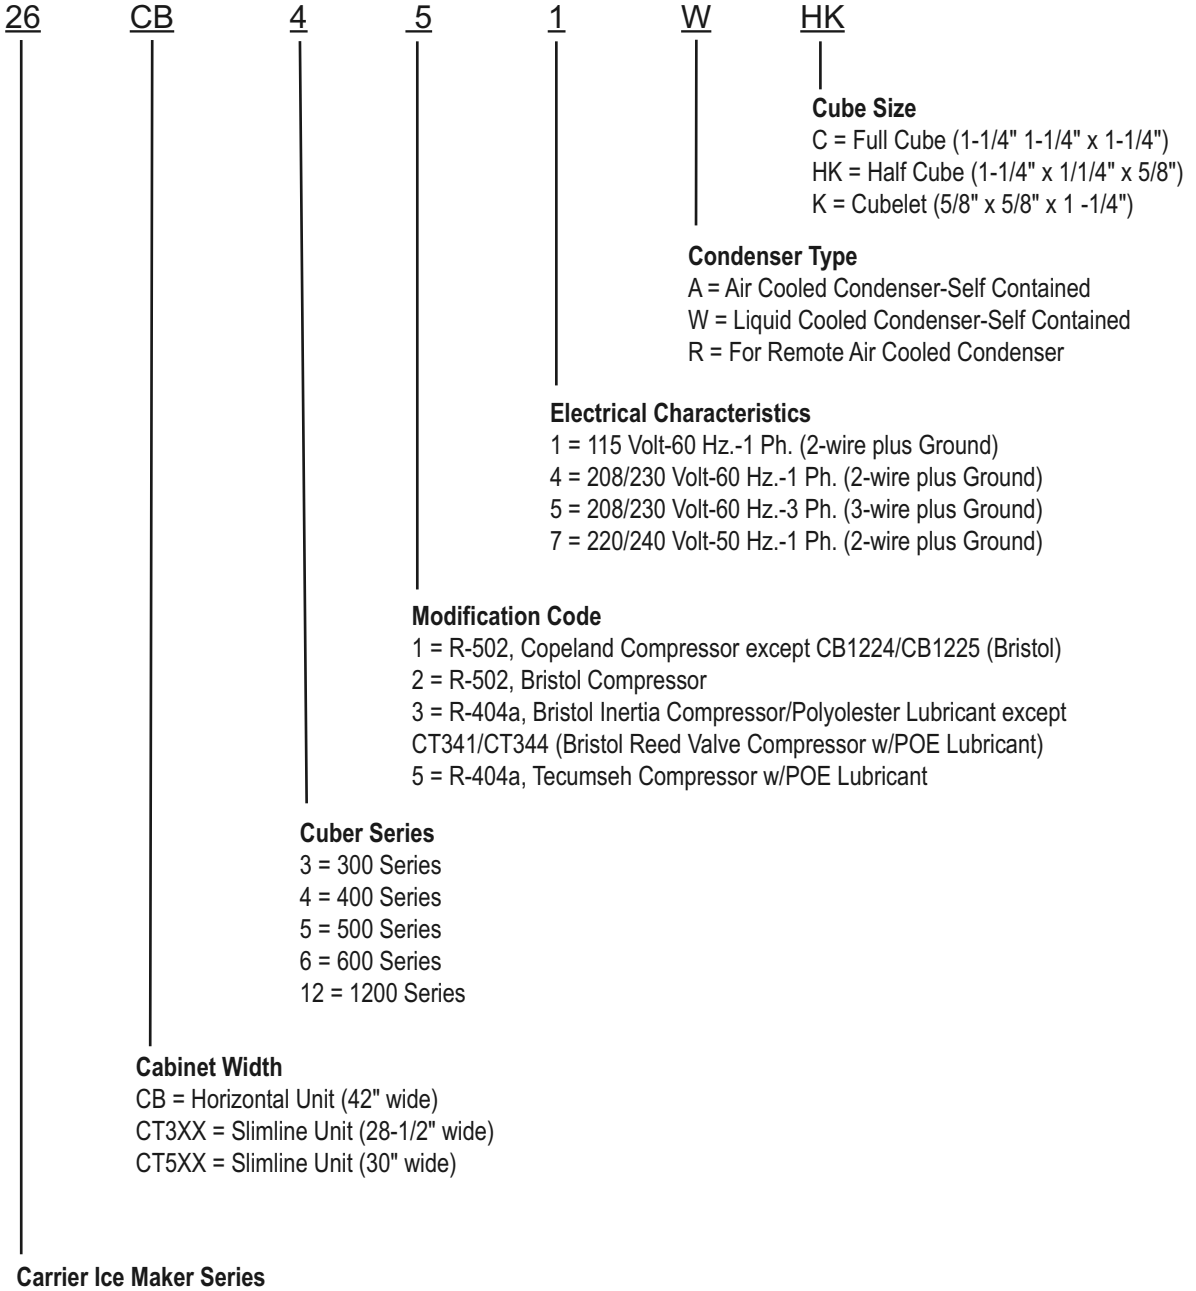 26 CB 4 5 1 W HK
Cube Size
C = Full Cube (1-1/4" 1-1/4" x 1-1/4")
HK = Half Cube (1-1/4" x 1/1/4" x 5/8")
K = Cubelet (5/8" x 5/8" x 1 -1/4")
Condenser Type
A = Air Cooled Condenser-Self Contained
W = Liquid Cooled Condenser-Self Contained
R = For Remote Air Cooled Condenser
Electrical Characteristics
1 = 115 Volt-60 Hz.-1 Ph. (2-wire plus Ground)
4 = 208/230 Volt-60 Hz.-1 Ph. (2-wire plus Ground)
5 = 208/230 Volt-60 Hz.-3 Ph. (3-wire plus Ground)
7 = 220/240 Volt-50 Hz.-1 Ph. (2-wire plus Ground)
Modification Code
1 = R-502, Copeland Compressor except CB1224/CB1225 (Bristol)
2 = R-502, Bristol Compressor
3 = R-404a, Bristol Inertia Compressor/Polyolester Lubricant except
CT341/CT344 (Bristol Reed Valve Compressor w/POE Lubricant)
5 = R-404a, Tecumseh Compressor w/POE Lubricant
Cuber Series
3 = 300 Series
4 = 400 Series
5 = 500 Series
6 = 600 Series
12 = 1200 Series
Cabinet Width
CB = Horizontal Unit (42" wide)
CT3XX = Slimline Unit (28-1/2" wide)
CT5XX = Slimline Unit (30" wide)
Carrier Ice Maker Series